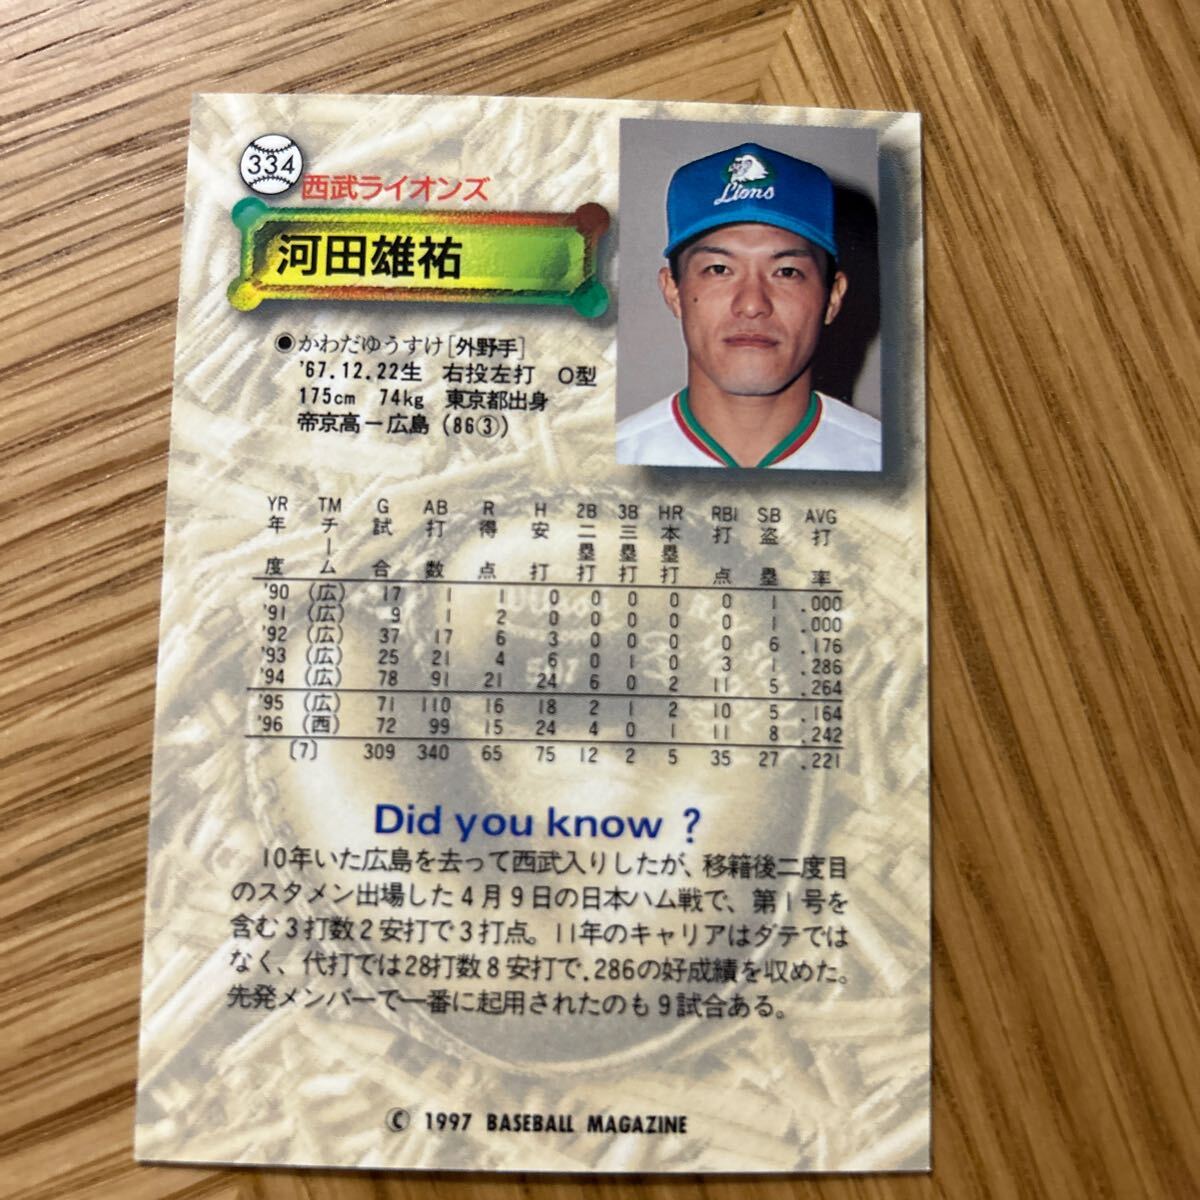 334
西武ライオンズ
河田雄祐
Lions
●かわだゆうすけ[外野手]
'67.12.22生 右投左打 O型
175cm 74kg 東京都出身
帝京高－広島(86③)
YR TM G AB R H 2B 3B HR RBI SB AVG
年度 チーム 試合 打数 得点 安打 二塁打 三塁打 本塁打 打点 盗塁 打率
'90 (広) 17 1 1 0 0 0 0 0 1 .000
'91 (広) 9 1 2 0 0 0 0 0 1 .000
'92 (広) 37 17 6 3 0 0 0 0 6 .176
'93 (広) 25 21 4 6 0 1 0 3 1 .286
'94 (広) 78 91 21 24 6 0 2 11 5 .264
'95 (広) 71 110 16 18 2 1 2 10 5 .164
'96 (西) 72 99 15 24 4 0 1 11 8 .242
(7) 309 340 65 75 12 2 5 35 27 .221
Did you know ?
10年いた広島を去って西武入りしたが、移籍後二度目
のスタメン出場した4月9日の日本ハム戦で、第1号を
含む3打数2安打で3打点。11年のキャリアはダテでは
なく、代打では28打数8安打で.286の好成績を収めた。
先発メンバーで一番に起用されたのも9試合ある。
© 1997 BASEBALL MAGAZINE